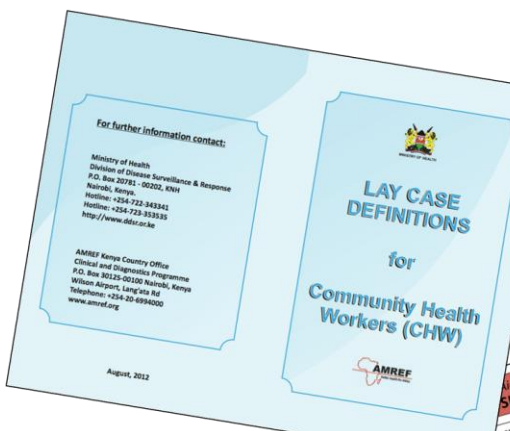 For further information contact:
Ministry of Health
Division of Disease Surveillance & Response
P.O. Box 20781 - 00202, KNH
Nairobi, Kenya.
Hotline: +254-722-343341
Hotline: +254-723-353535
http://www.ddsr.or.ke
AMREF Kenya Country Office
Clinical and Diagnostics Programme
P.O. Box 30125-00100 Nairobi, Kenya
Wilson Airport, Lang'ata Rd
Telephone: +254-20-6994000
www.amref.org
August, 2012
MINISTRY OF HEALTH
LAY CASE
DEFINITIONS
for
Community Health
Workers (CHW)
AMREF